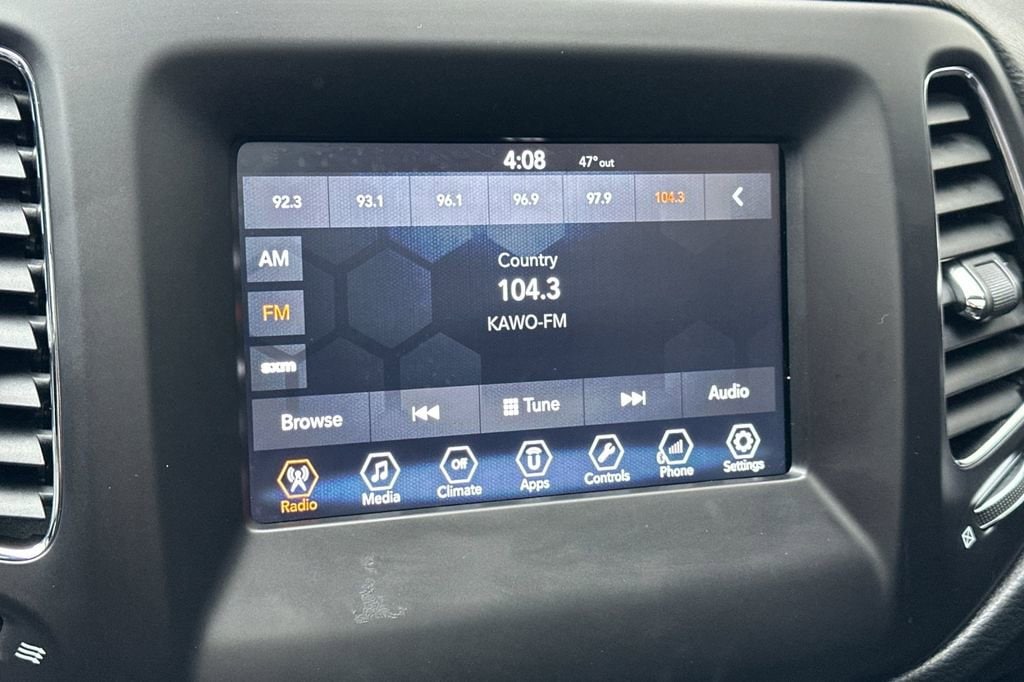 4:08 47° out
92.3 93.1 96.1 96.9 97.9 104.3
AM
FM
sxm
Country
104.3
KAWO-FM
Browse Tune Audio
Off
Radio Media Climate Apps Controls Phone Settings